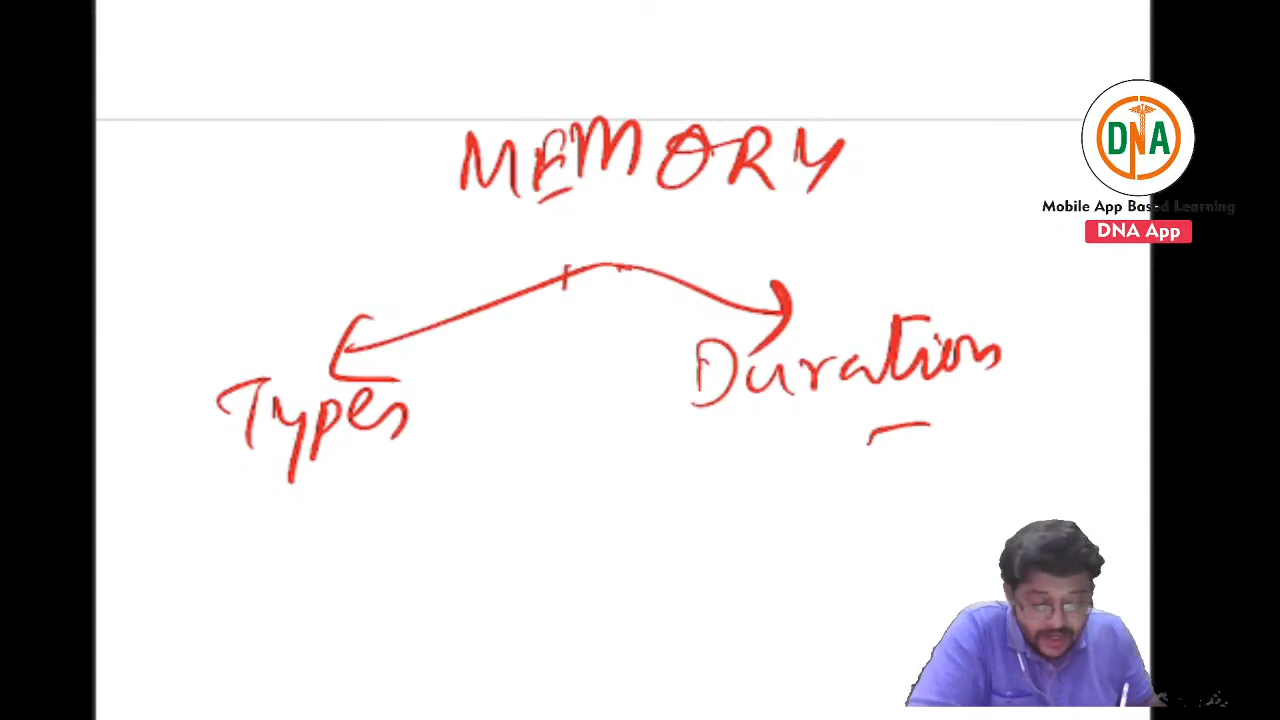 MEMORY
Types
Duration
DNA
Mobile App Based Learning
DNA App